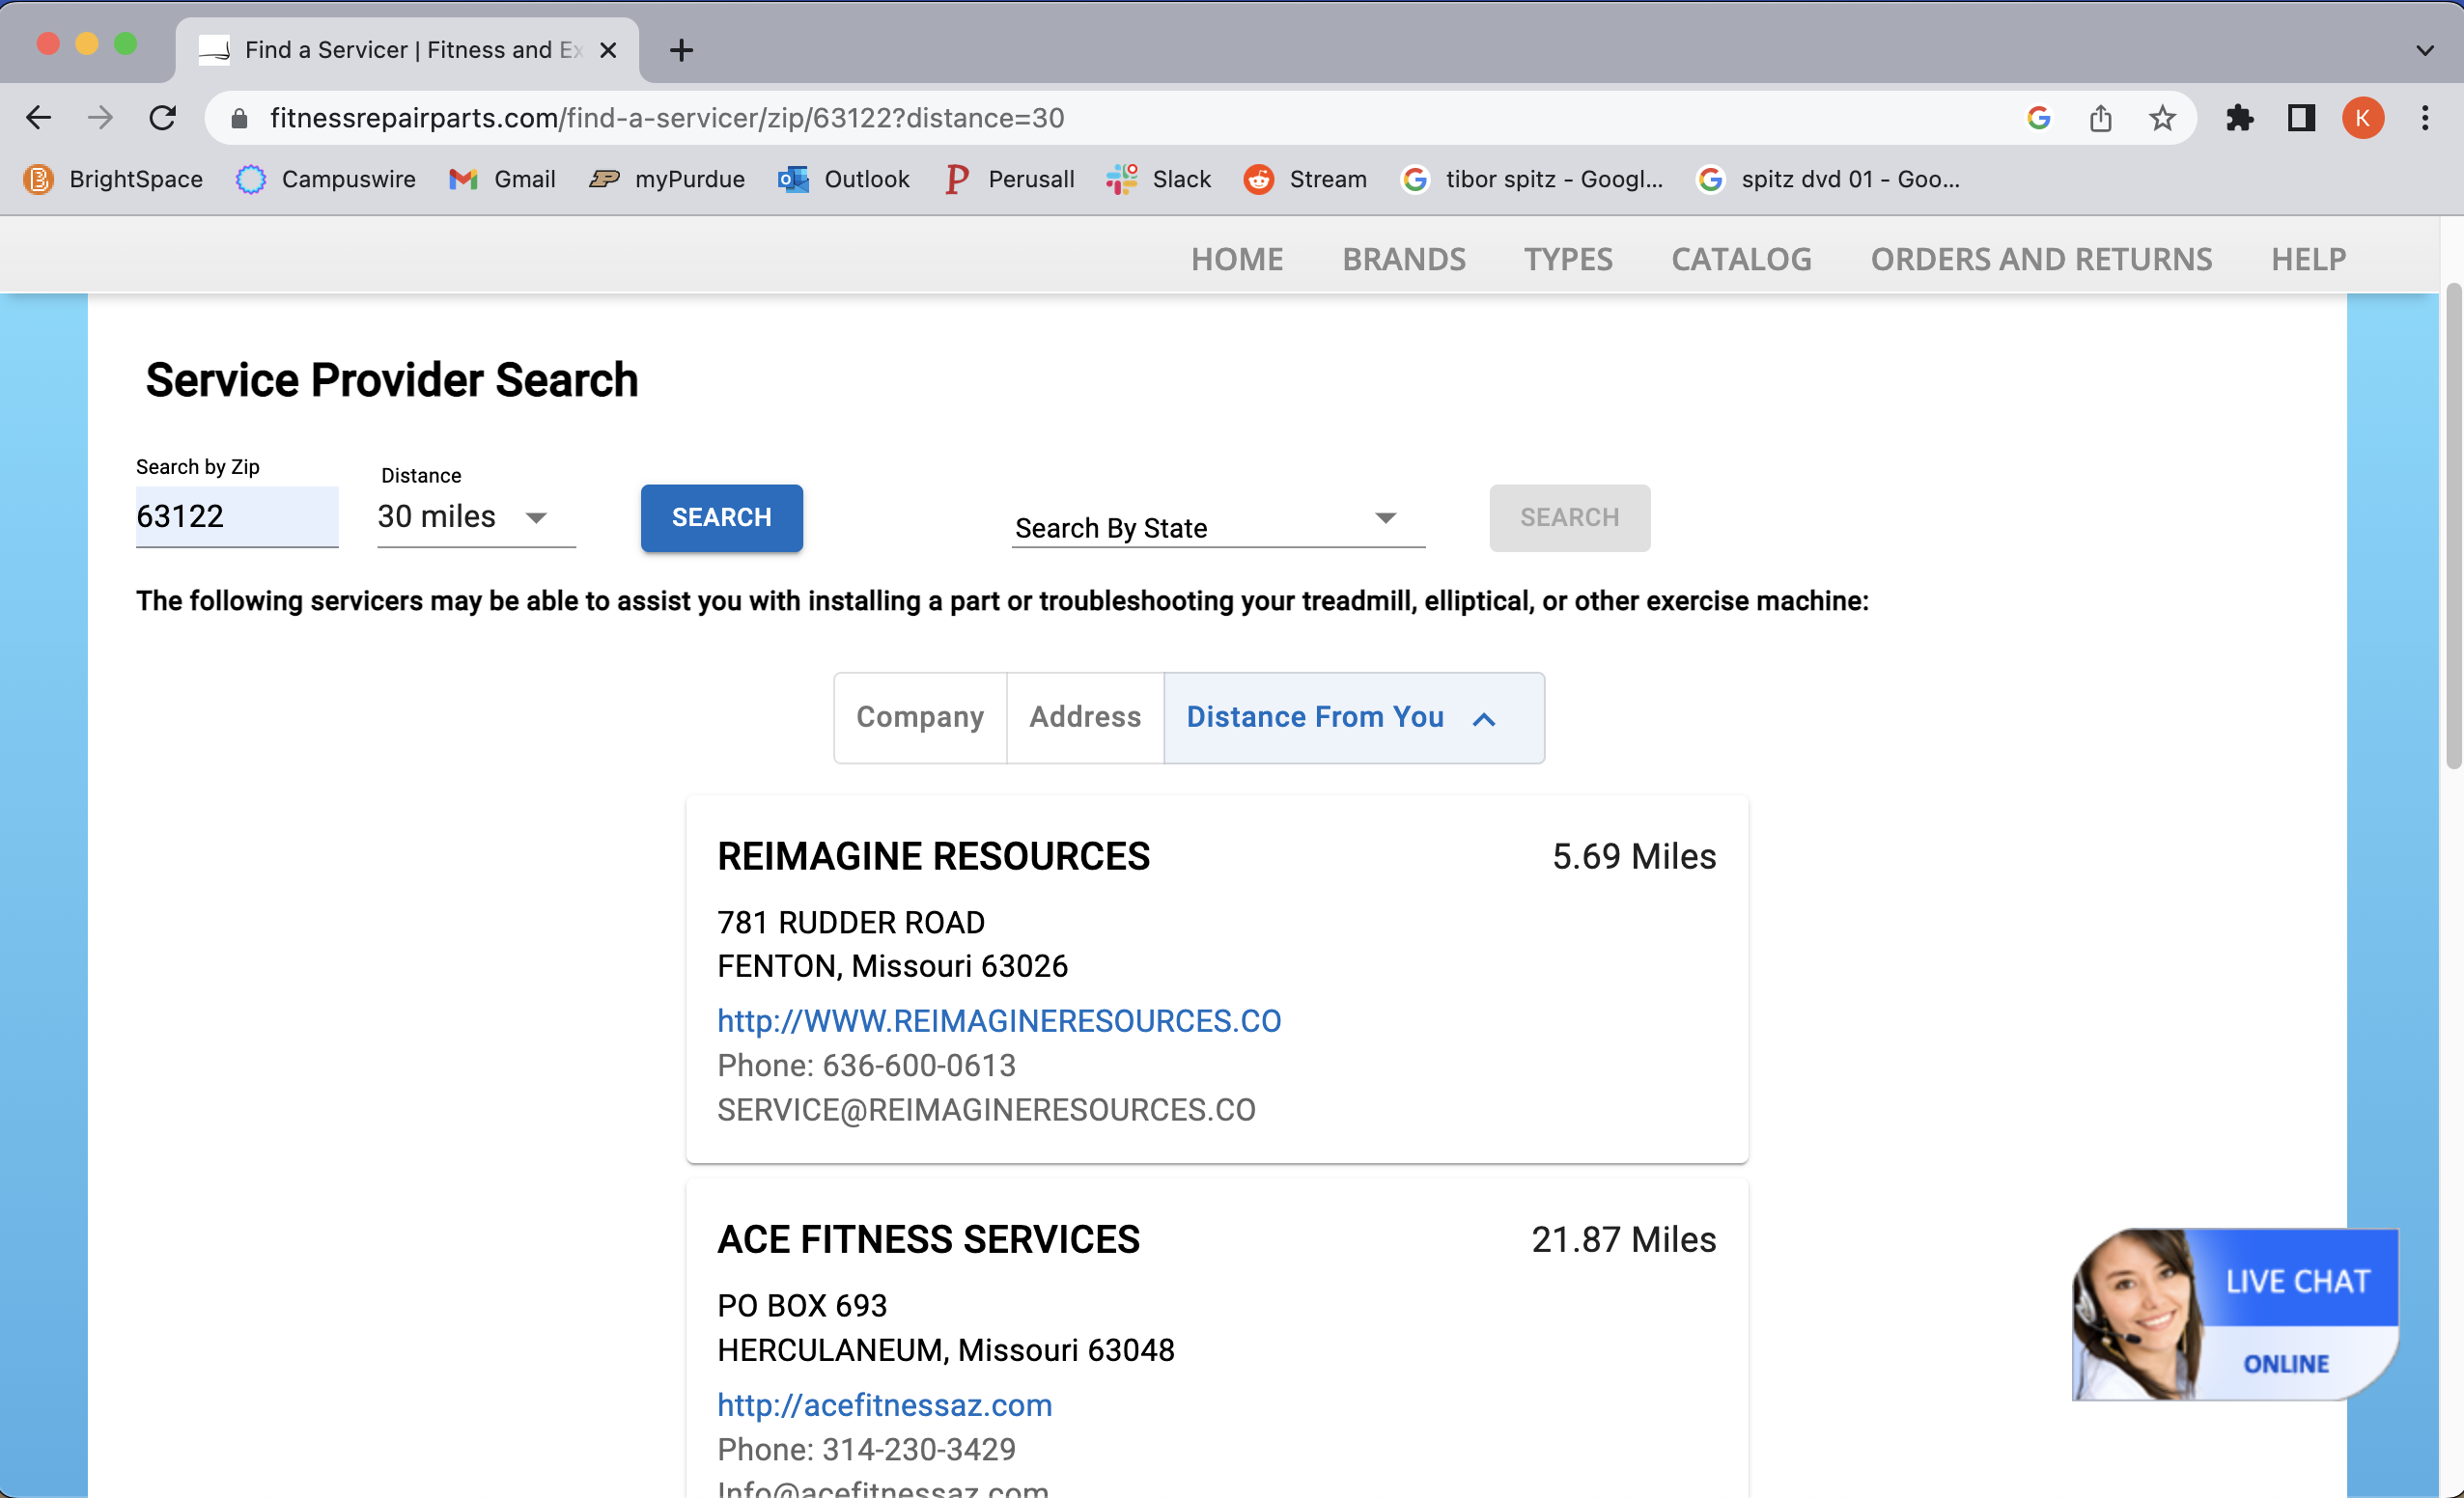 Find a Servicer | Fitness and Ex
fitnessrepairparts.com/find-a-servicer/zip/63122?distance=30
K
BrightSpace Campuswire Gmail myPurdue Outlook Perusall Slack Stream tibor spitz - Googl... spitz dvd 01 - Goo...
HOME BRANDS TYPES CATALOG ORDERS AND RETURNS HELP
Service Provider Search
Search by Zip Distance
63122 30 miles SEARCH Search By State SEARCH
The following servicers may be able to assist you with installing a part or troubleshooting your treadmill, elliptical, or other exercise machine:
Company Address Distance From You
REIMAGINE RESOURCES 5.69 Miles
781 RUDDER ROAD
FENTON, Missouri 63026
http://WWW.REIMAGINERESOURCES.CO
Phone: 636-600-0613
SERVICE@REIMAGINERESOURCES.CO
ACE FITNESS SERVICES 21.87 Miles
PO BOX 693
HERCULANEUM, Missouri 63048
http://acefitnessaz.com
Phone: 314-230-3429
Info@acefitnessaz.com
LIVE CHAT
ONLINE